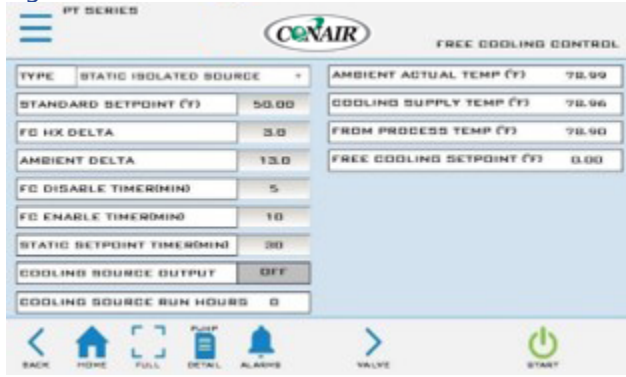 PT SERIES
CONAIR
FREE COOLING CONTROL
TYPE STATIC ISOLATED SOURCE
STANDARD SETPOINT (°F) 50.00
FC HX DELTA 3.0
AMBIENT DELTA 13.0
FC DISABLE TIMER(MIN) 5
FC ENABLE TIMER(MIN) 10
STATIC SETPOINT TIMER(MIN) 30
COOLING SOURCE OUTPUT OFF
COOLING SOURCE RUN HOURS 0
AMBIENT ACTUAL TEMP (°F) 78.99
COOLING SUPPLY TEMP (°F) 78.96
FROM PROCESS TEMP (°F) 78.90
FREE COOLING SETPOINT (°F) 0.00
BACK
HOME
FULL
PUMP
DETAIL
ALARMS
VALVE
START